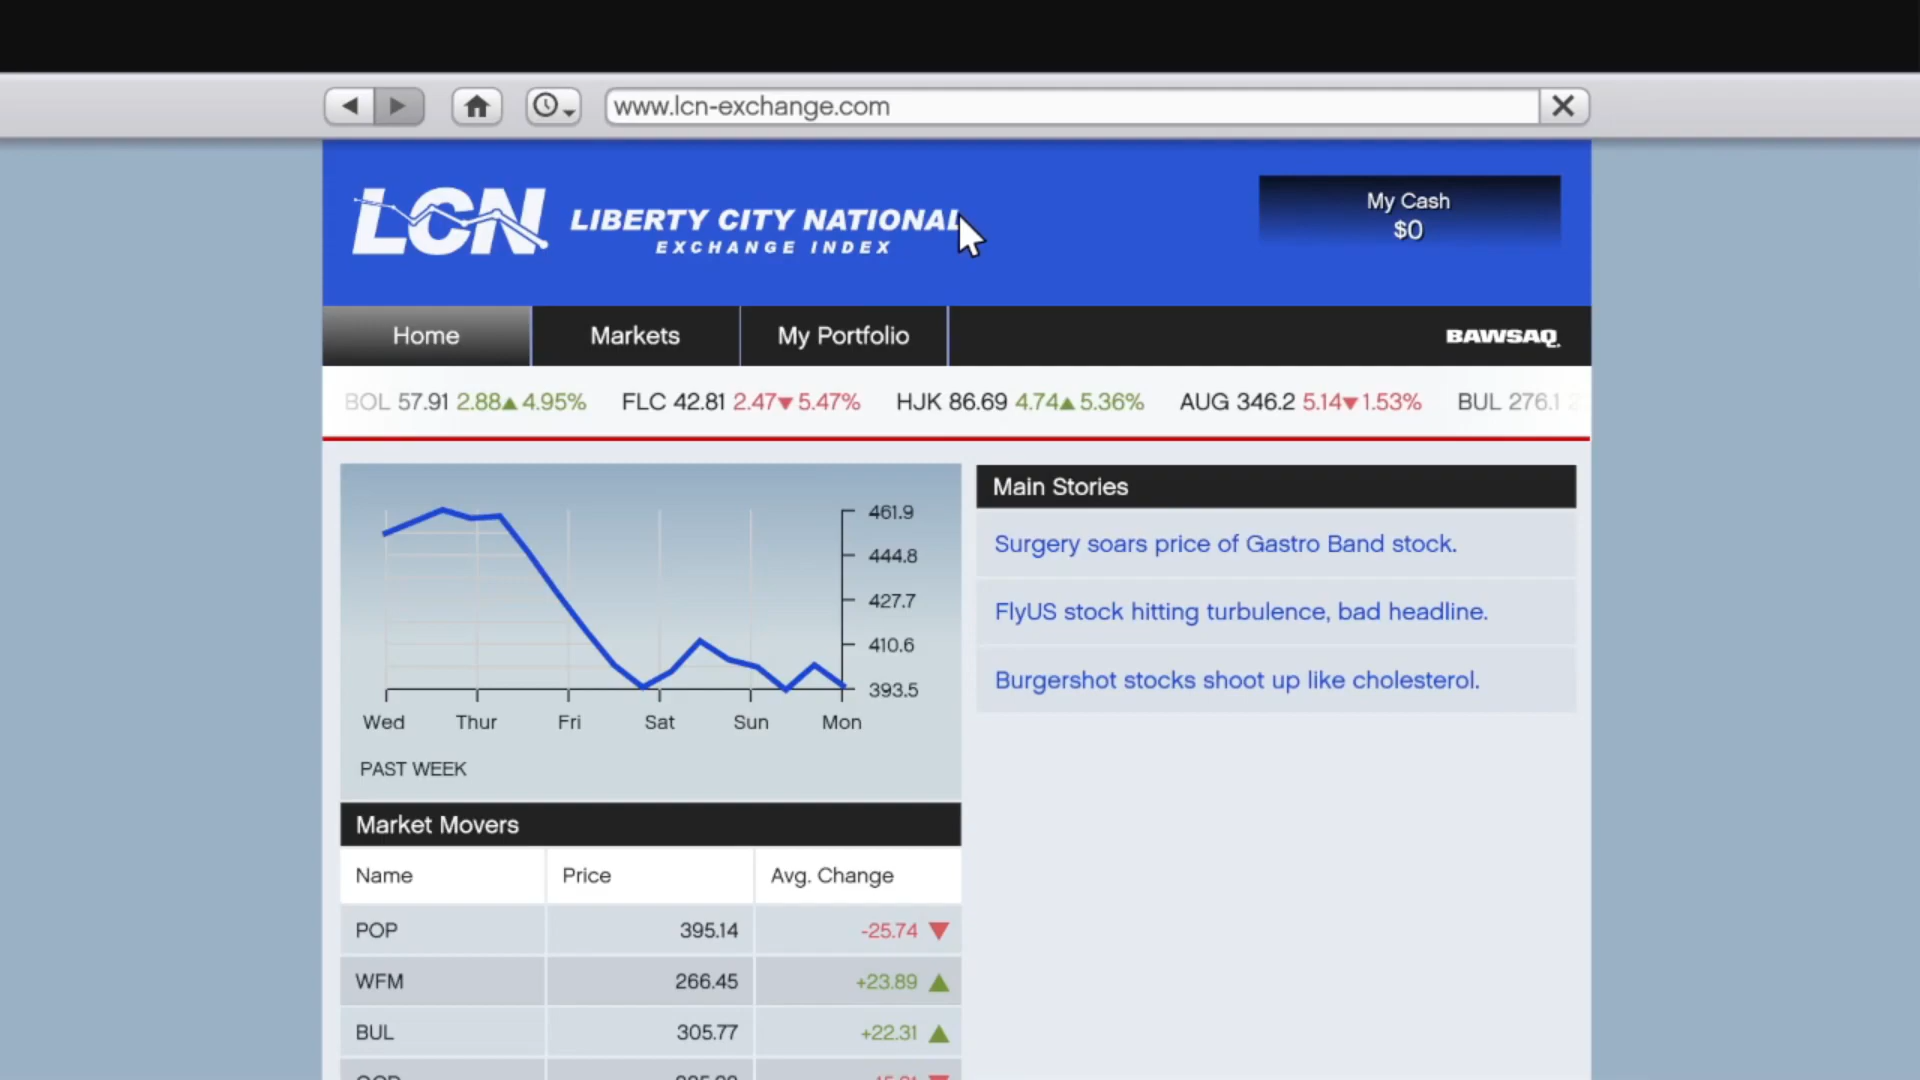 www.lcn-exchange.com
LCN
LIBERTY CITY NATIONAL
EXCHANGE INDEX
My Cash
$0
Home
Markets
My Portfolio
BAWSAQ.
BOL 57.91 2.88▲4.95% FLC 42.81 2.47▼5.47% HJK 86.69 4.74▲5.36% AUG 346.2 5.14▼1.53% BUL 276.1
461.9
444.8
427.7
410.6
393.5
Wed Thur Fri Sat Sun Mon
PAST WEEK
Main Stories
Surgery soars price of Gastro Band stock.
FlyUS stock hitting turbulence, bad headline.
Burgershot stocks shoot up like cholesterol.
Market Movers
Name Price Avg. Change
POP 395.14 -25.74 ▼
WFM 266.45 +23.89 ▲
BUL 305.77 +22.31 ▲